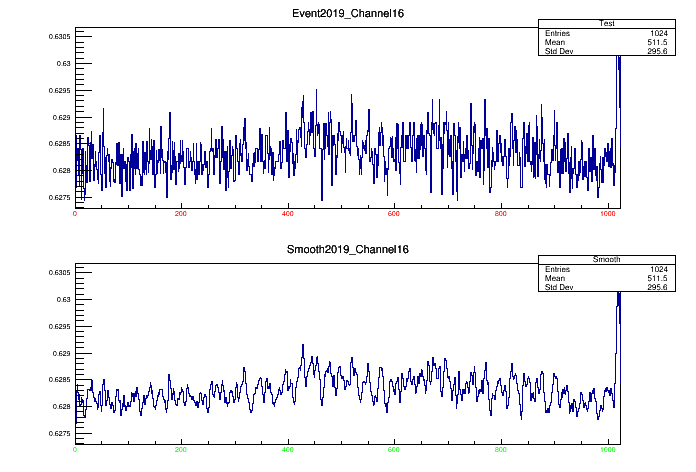 Event2019_Channel16
Test
Entries 1024
Mean 511.5
Std Dev 295.6
0.6305
0.63
0.6295
0.629
0.6285
0.628
0.6275
0 200 400 600 800 1000
Smooth2019_Channel16
Smooth
Entries 1024
Mean 511.5
Std Dev 295.6
0.6305
0.63
0.6295
0.629
0.6285
0.628
0.6275
0 200 400 600 800 1000